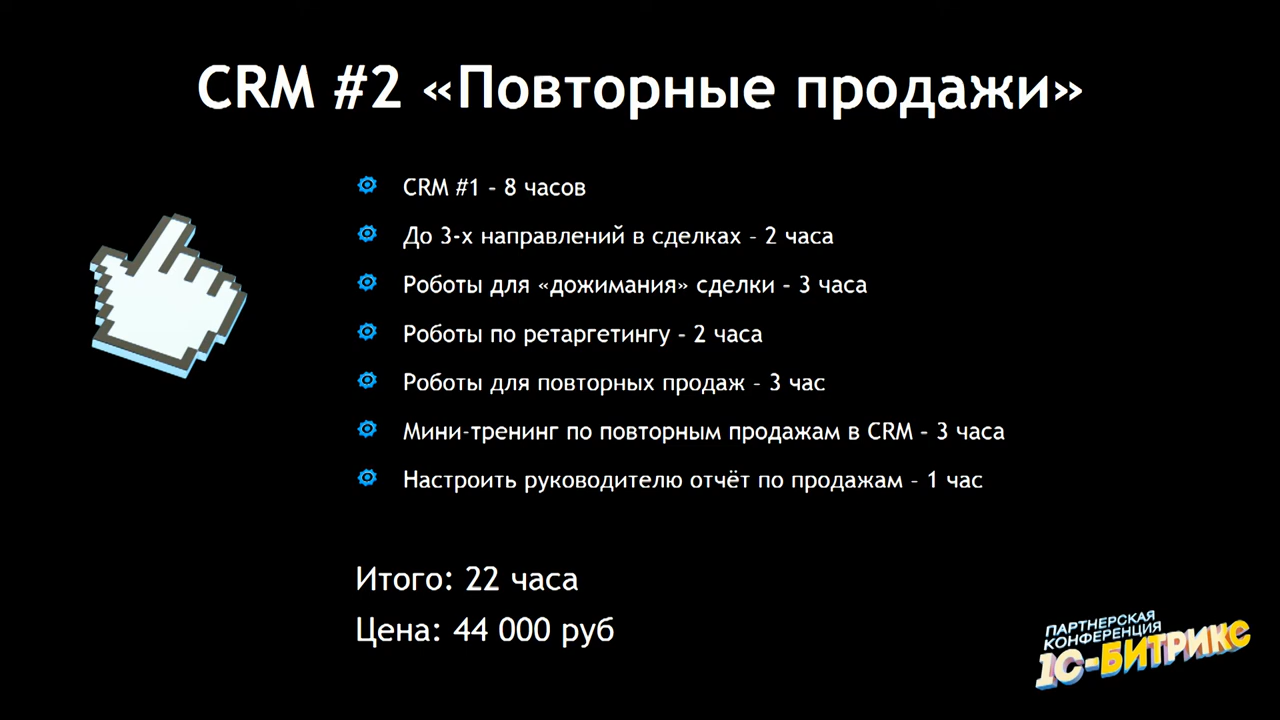 CRM #2 «Повторные продажи»
CRM #1 – 8 часов
До 3-х направлений в сделках – 2 часа
Роботы для «дожимания» сделки – 3 часа
Роботы по ретаргетингу – 2 часа
Роботы для повторных продаж – 3 час
Мини-тренинг по повторным продажам в CRM – 3 часа
Настроить руководителю отчёт по продажам – 1 час
Итого: 22 часа
Цена: 44 000 руб
ПАРТНЕРСКАЯ
КОНФЕРЕНЦИЯ
1С-БИТРИКС